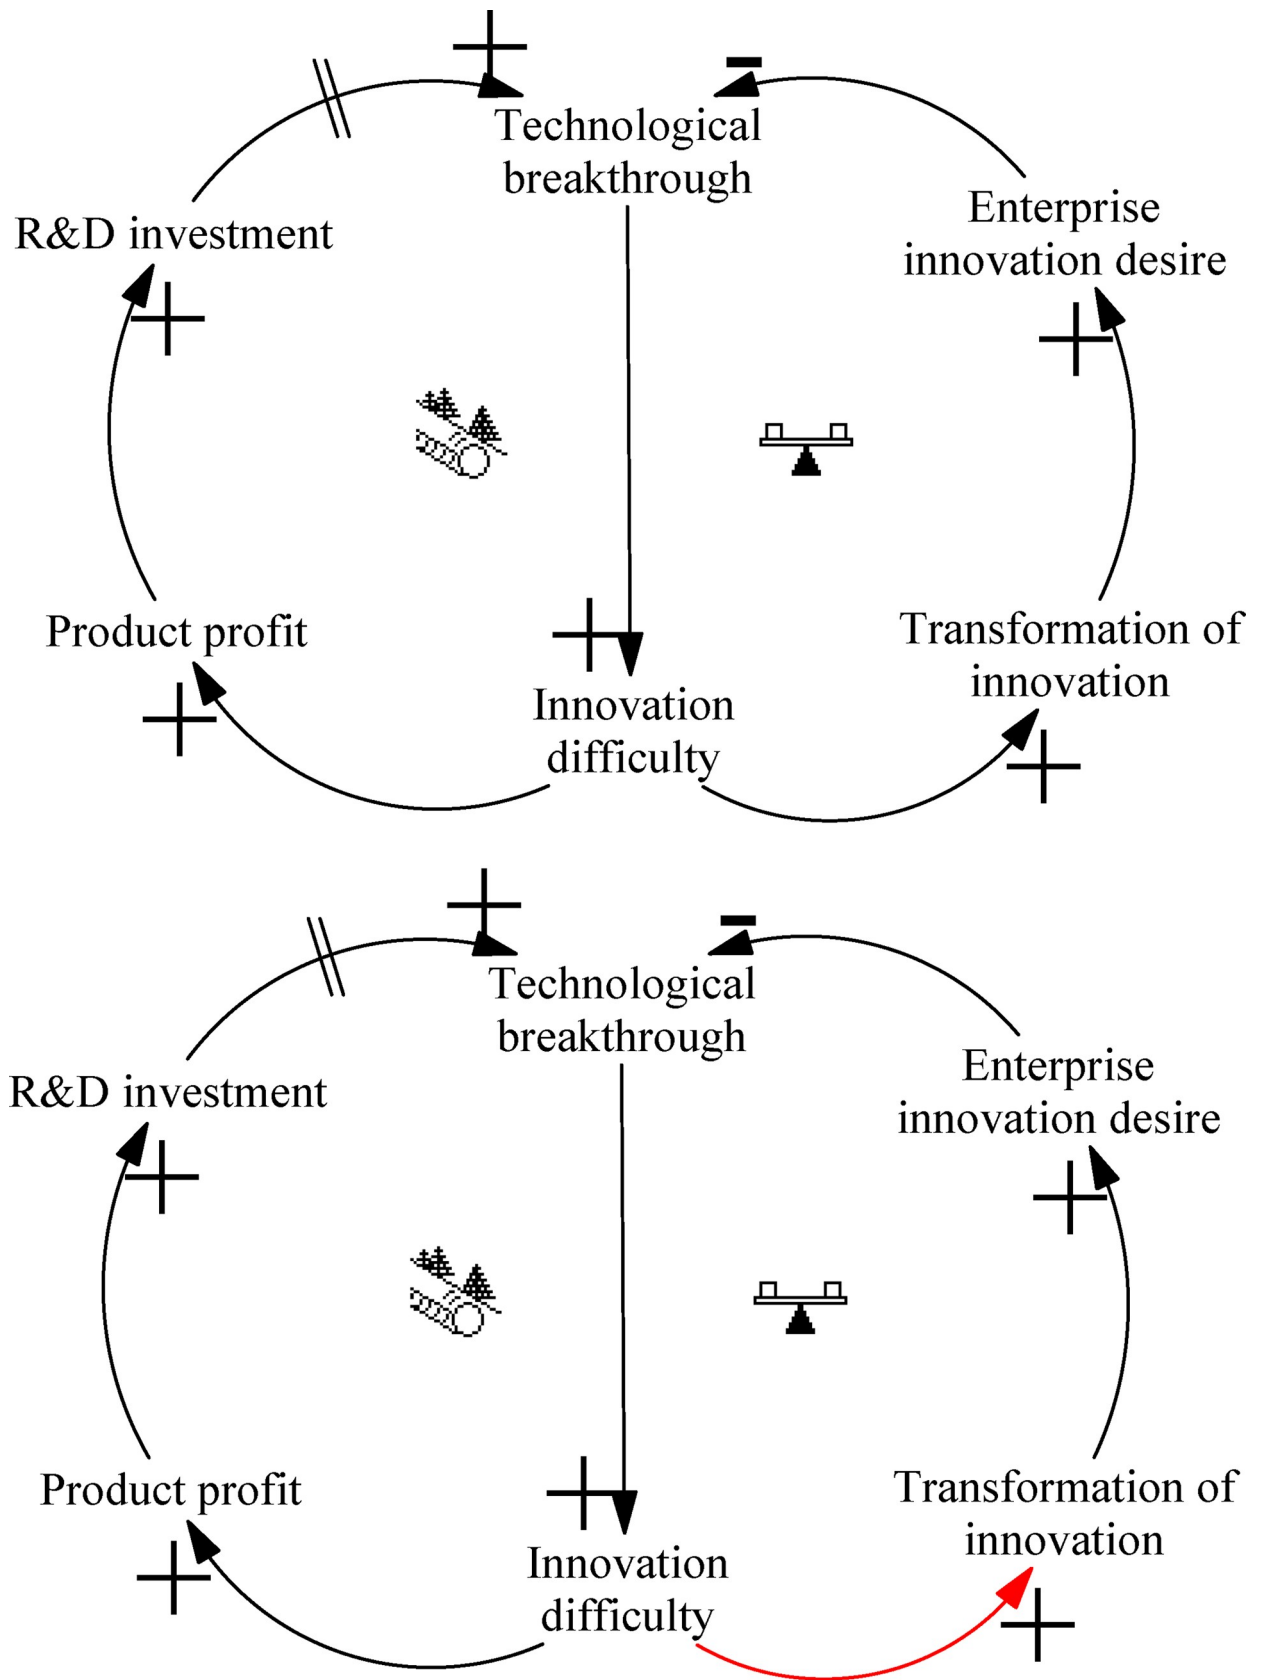 Technological
breakthrough
R&D investment
Enterprise
innovation desire
Product profit
Transformation of
innovation
Innovation
difficulty
Technological
breakthrough
R&D investment
Enterprise
innovation desire
Product profit
Transformation of
innovation
Innovation
difficulty